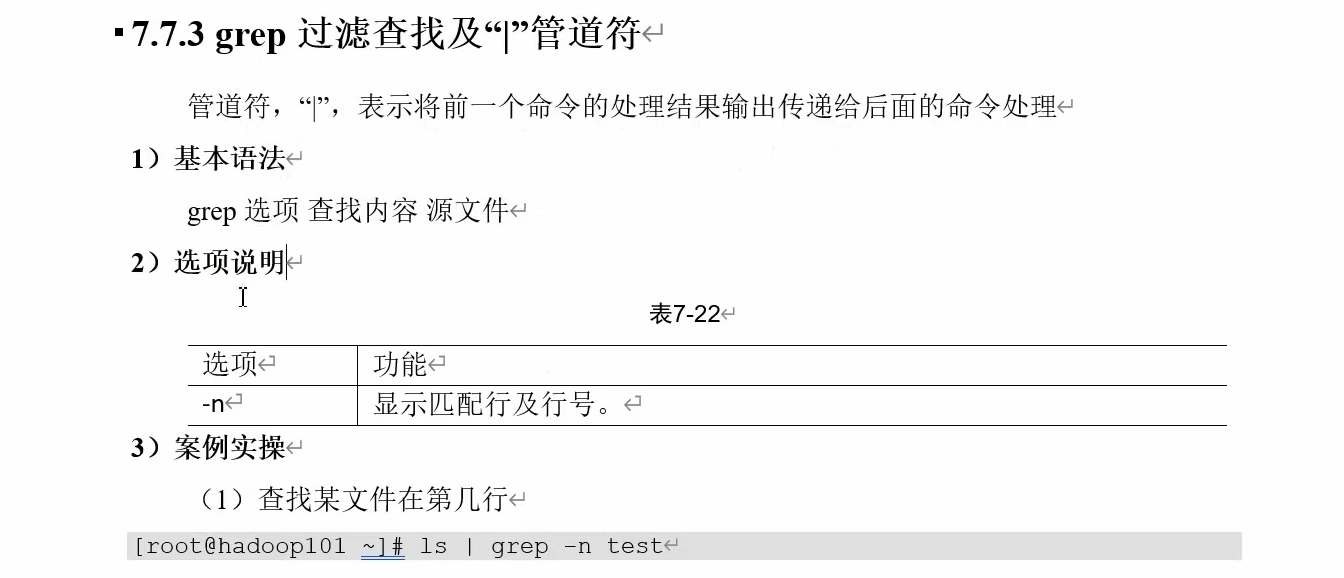 7.7.3 grep 过滤查找及“|”管道符
管道符，“|”，表示将前一个命令的处理结果输出传递给后面的命令处理
1）基本语法
grep 选项 查找内容 源文件
2）选项说明
表7-22
选项 功能
-n 显示匹配行及行号。
3）案例实操
（1）查找某文件在第几行
[root@hadoop101 ~]# ls | grep -n test